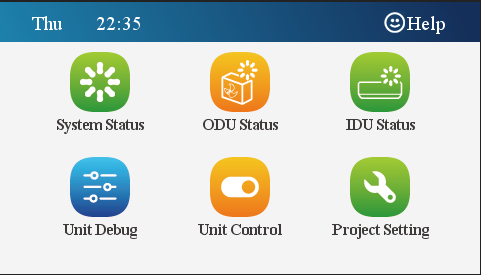 Thu 22:35 Help
System Status ODU Status IDU Status
Unit Debug Unit Control Project Setting